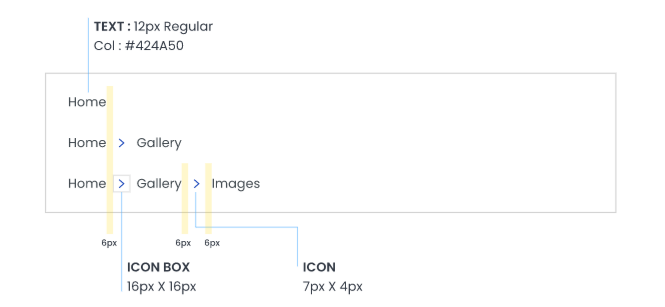 TEXT : 12px Regular
Col : #424A50
Home
Home > Gallery
Home > Gallery > Images
6px 6px 6px
ICON BOX ICON
16px X 16px 7px X 4px